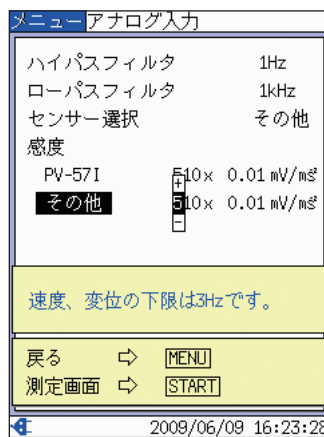 メニュー アナログ入力
ハイパスフィルタ 1Hz
ローパスフィルタ 1kHz
センサー選択 その他
感度
PV-57I 510× 0.01 mV/m/s²
その他 510× 0.01 mV/m/s²
+
-
速度、変位の下限は3Hzです。
戻る ⇨ MENU
測定画面 ⇨ START
2009/06/09 16:23:28